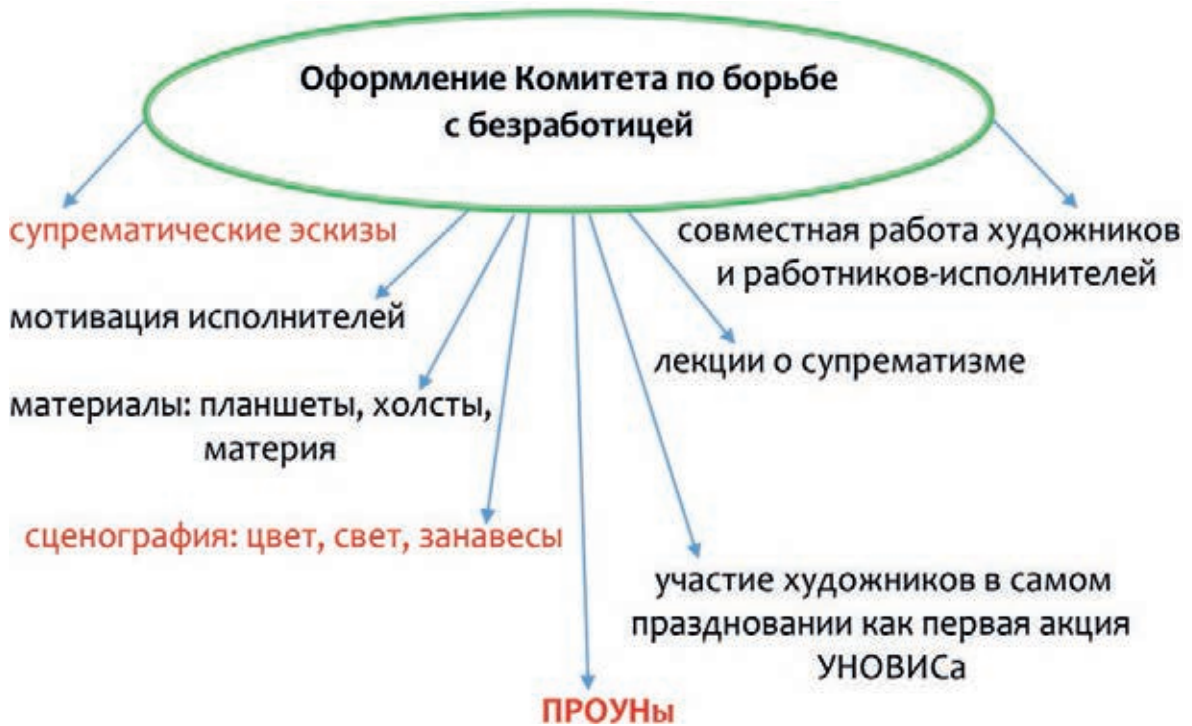 Оформление Комитета по борьбе
с безработицей
супрематические эскизы
совместная работа художников
и работников-исполнителей
мотивация исполнителей
лекции о супрематизме
материалы: планшеты, холсты,
материя
сценография: цвет, свет, занавесы
участие художников в самом
праздновании как первая акция
УНОВИСа
ПРОУНы